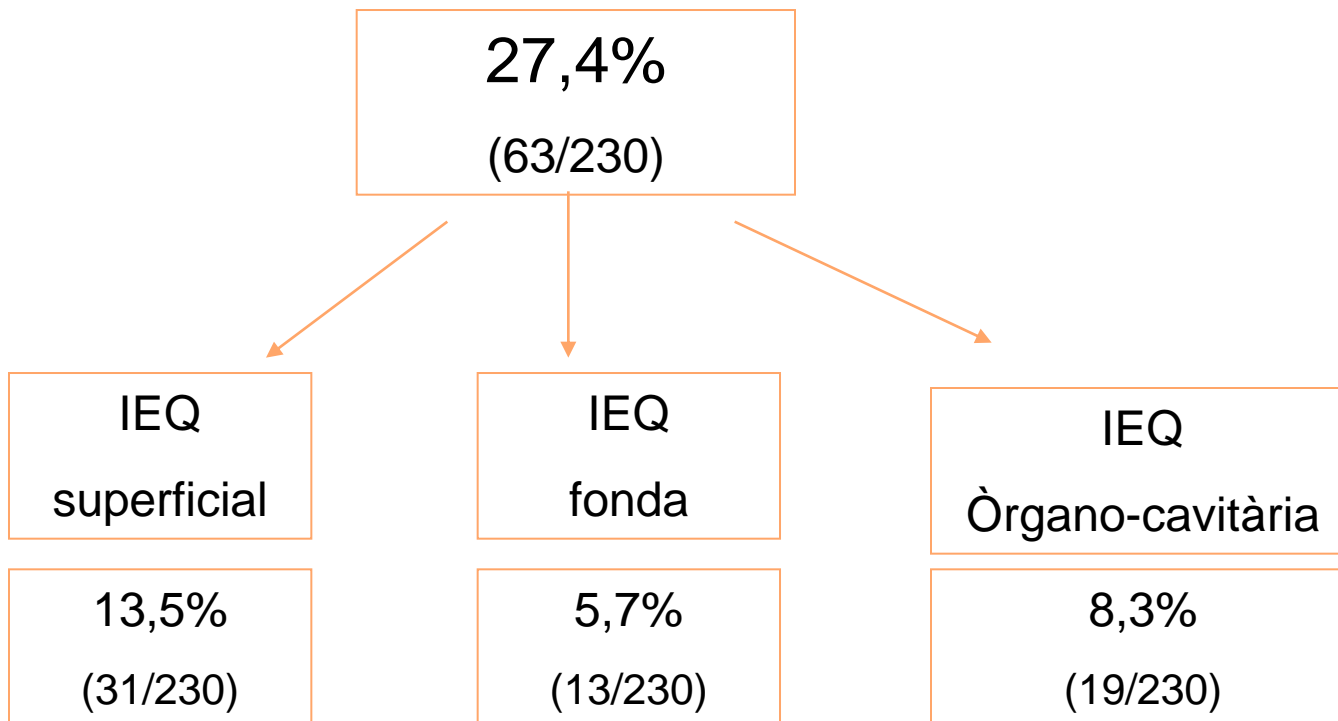 27,4%
(63/230)
IEQ
superficial
IEQ
fonda
IEQ
Òrgano-cavitària
13,5%
(31/230)
5,7%
(13/230)
8,3%
(19/230)